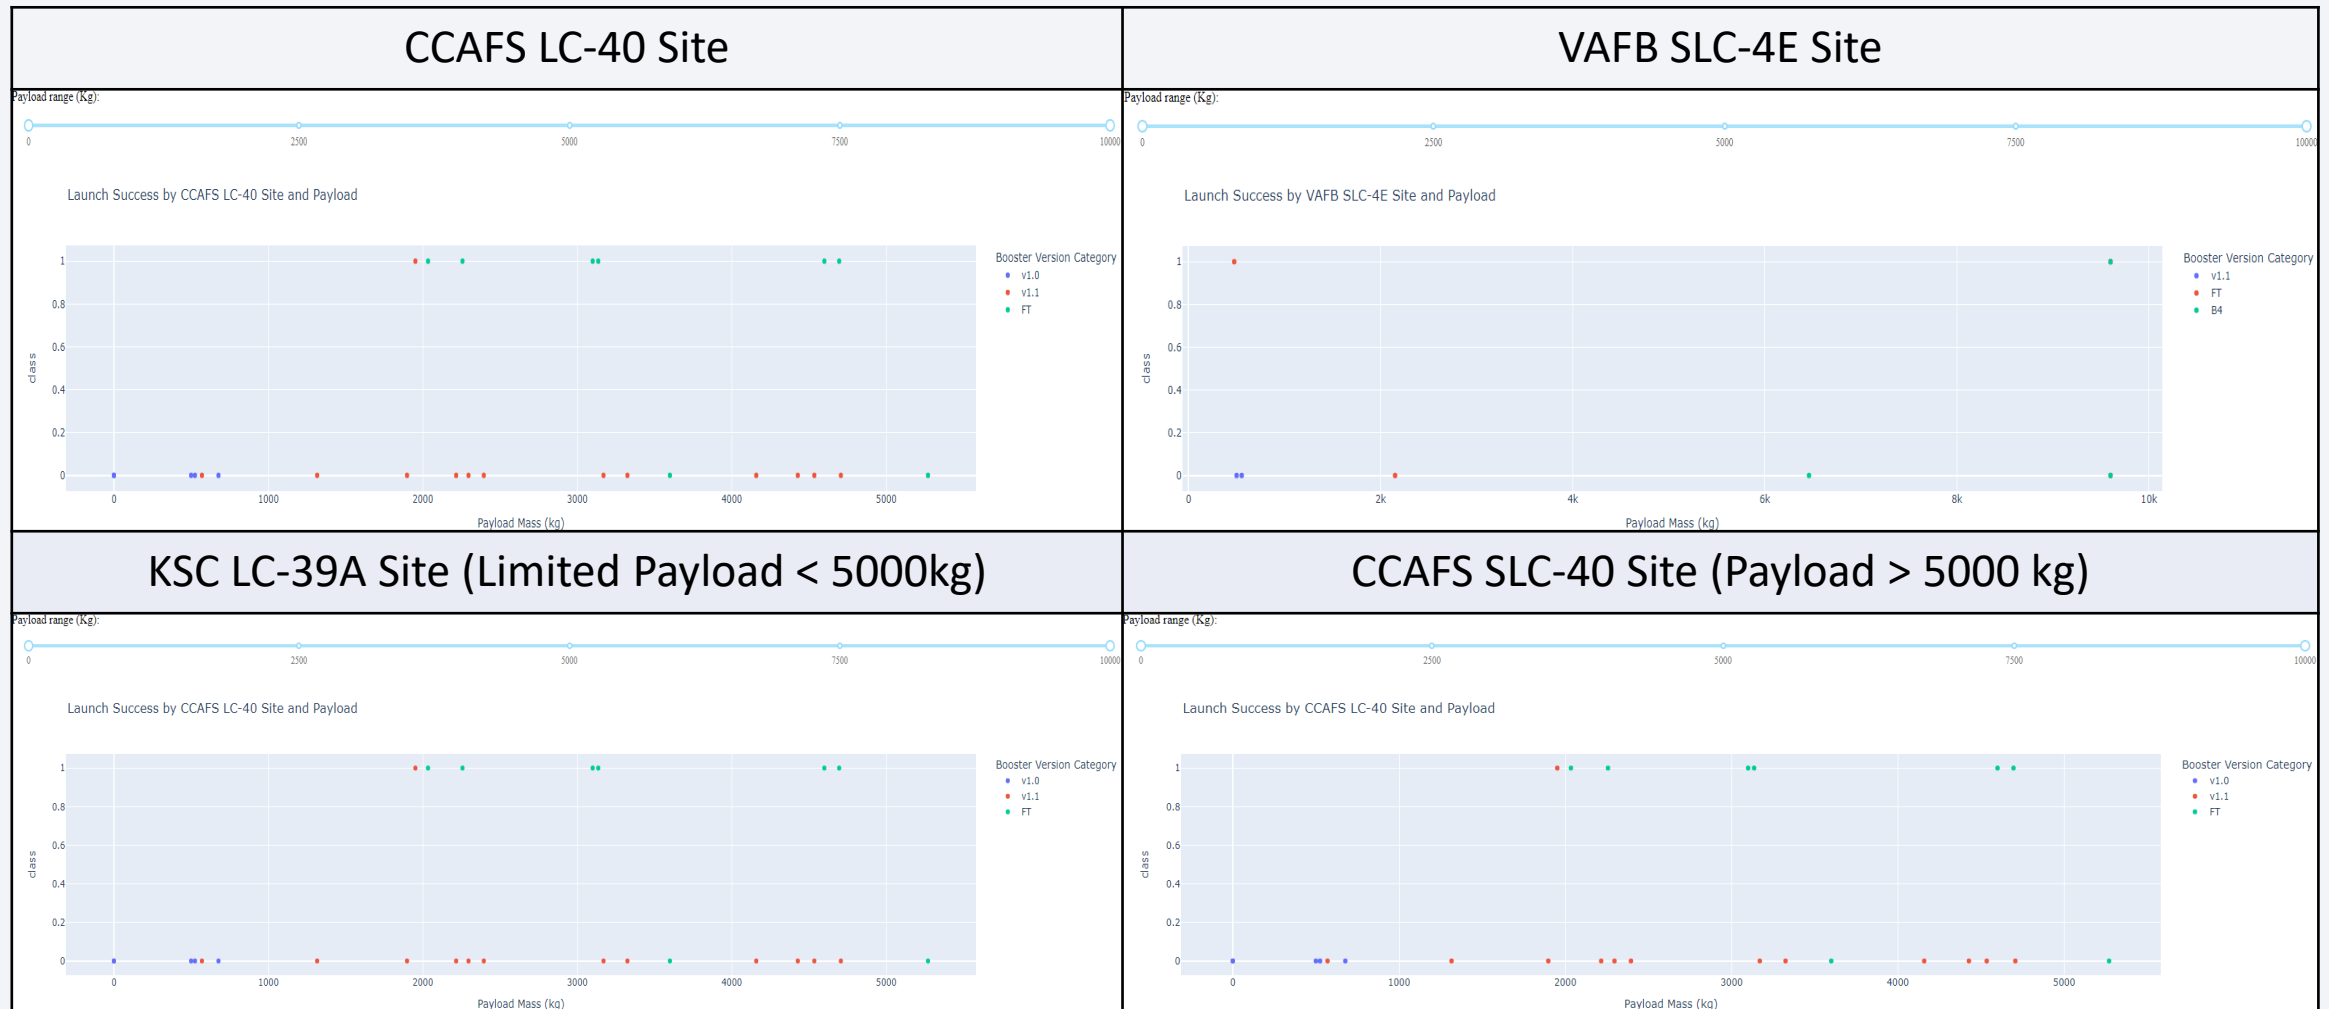 CCAFS LC-40 Site
VAFB SLC-4E Site
Payload range (Kg):
0 2500 5000 7500 10000
Launch Success by CCAFS LC-40 Site and Payload
Booster Version Category
v1.0
v1.1
FT
class
1
0.8
0.6
0.4
0.2
0
0 1000 2000 3000 4000 5000
Payload Mass (kg)
Payload range (Kg):
0 2500 5000 7500 10000
Launch Success by VAFB SLC-4E Site and Payload
Booster Version Category
v1.1
FT
B4
class
1
0.8
0.6
0.4
0.2
0
0 2k 4k 6k 8k 10k
Payload Mass (kg)
KSC LC-39A Site (Limited Payload < 5000kg)
CCAFS SLC-40 Site (Payload > 5000 kg)
Payload range (Kg):
0 2500 5000 7500 10000
Launch Success by CCAFS LC-40 Site and Payload
Booster Version Category
v1.0
v1.1
FT
class
1
0.8
0.6
0.4
0.2
0
0 1000 2000 3000 4000 5000
Payload Mass (kg)
Payload range (Kg):
0 2500 5000 7500 10000
Launch Success by CCAFS LC-40 Site and Payload
Booster Version Category
v1.0
v1.1
FT
class
1
0.8
0.6
0.4
0.2
0
0 1000 2000 3000 4000 5000
Payload Mass (kg)